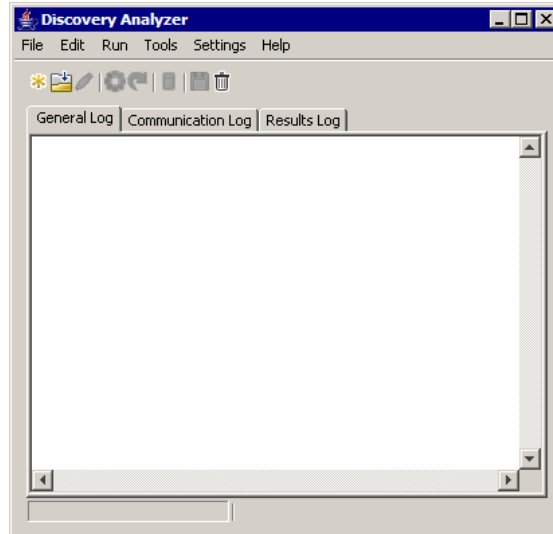 Discovery Analyzer
File Edit Run Tools Settings Help
General Log Communication Log Results Log